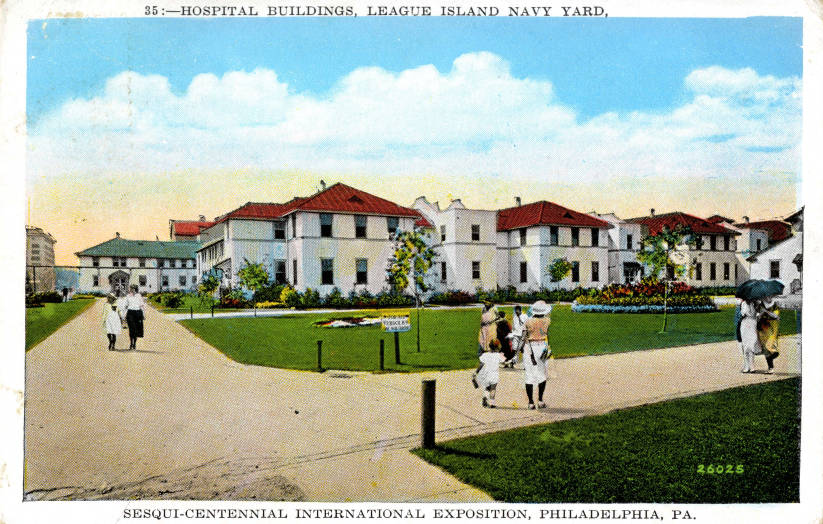 35:—HOSPITAL BUILDINGS, LEAGUE ISLAND NAVY YARD,
26025
SESQUI-CENTENNIAL INTERNATIONAL EXPOSITION, PHILADELPHIA, PA.